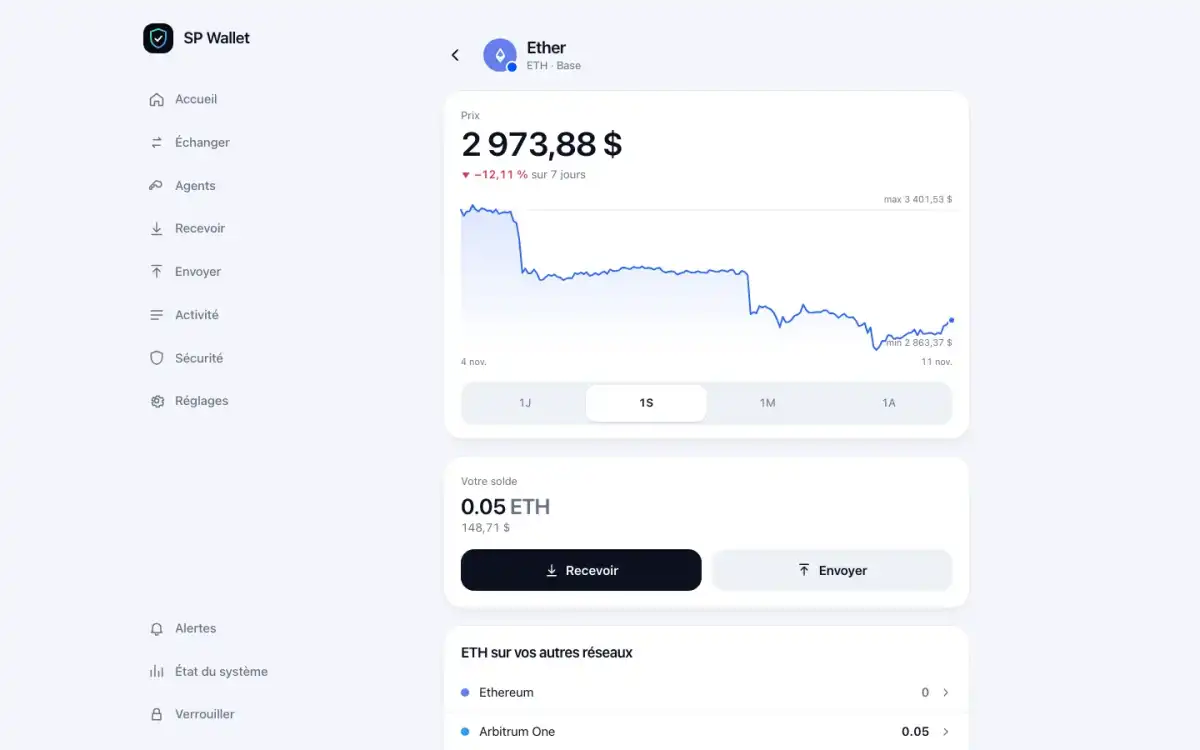 SP Wallet
Accueil
Échanger
Agents
Recevoir
Envoyer
Activité
Sécurité
Réglages
Alertes
État du système
Verrouiller
Ether
ETH · Base
Prix
2 973,88 $
▼ −12,11 % sur 7 jours
max 3 401,53 $
min 2 863,37 $
4 nov.
11 nov.
1J
1S
1M
1A
Votre solde
0.05 ETH
148,71 $
Recevoir
Envoyer
ETH sur vos autres réseaux
Ethereum 0
Arbitrum One 0.05